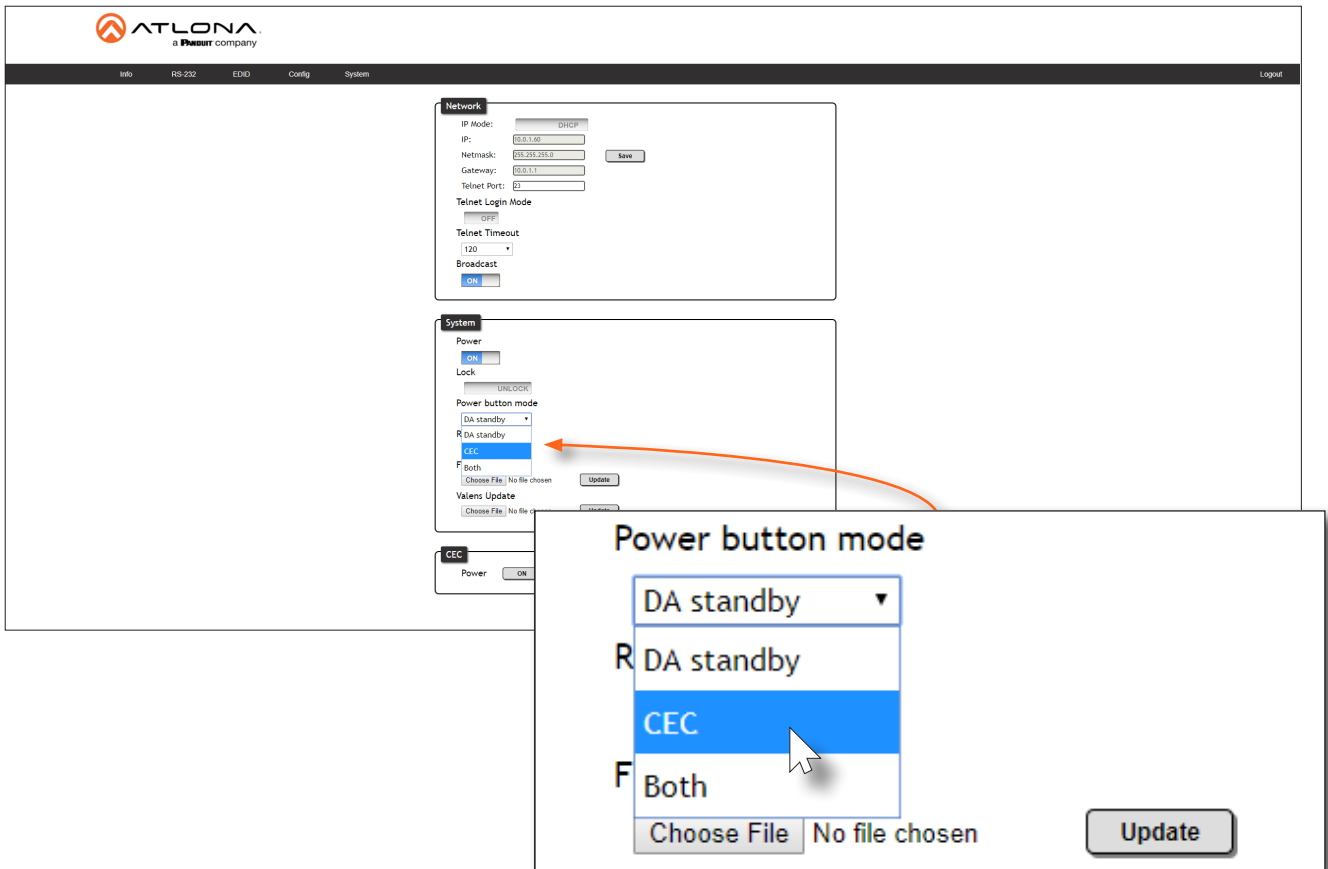 ATLONA.
a PANDUIT company
Info RS-232 EDID Config System Logout
Network
IP Mode: DHCP
IP: 10.0.1.60
Netmask: 255.255.255.0 Save
Gateway: 10.0.1.1
Telnet Port: 23
Telnet Login Mode
OFF
Telnet Timeout
120
Broadcast
ON
System
Power
ON
Lock
UNLOCK
Power button mode
DA standby
R DA standby
CEC
F Both
Choose File No file chosen Update
Valens Update
Choose File No file
CEC
Power ON
Power button mode
DA standby
R DA standby
CEC
F Both
Choose File No file chosen Update